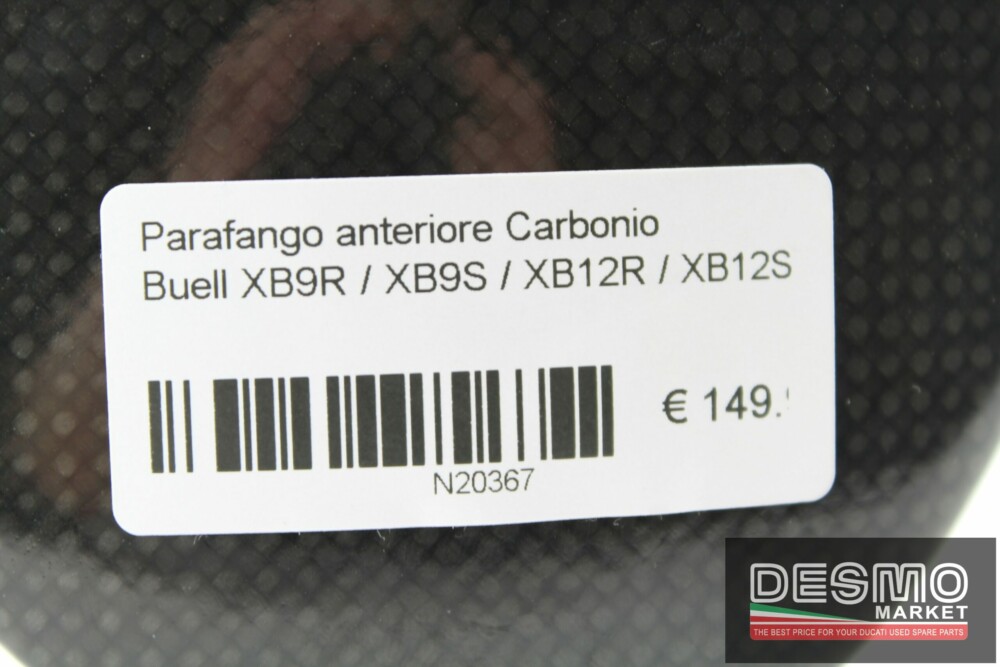 Parafango anteriore Carbonio
Buell XB9R / XB9S / XB12R / XB12S
€ 149.
N20367
DESMO
MARKET
THE BEST PRICE FOR YOUR DUCATI USED SPARE PARTS